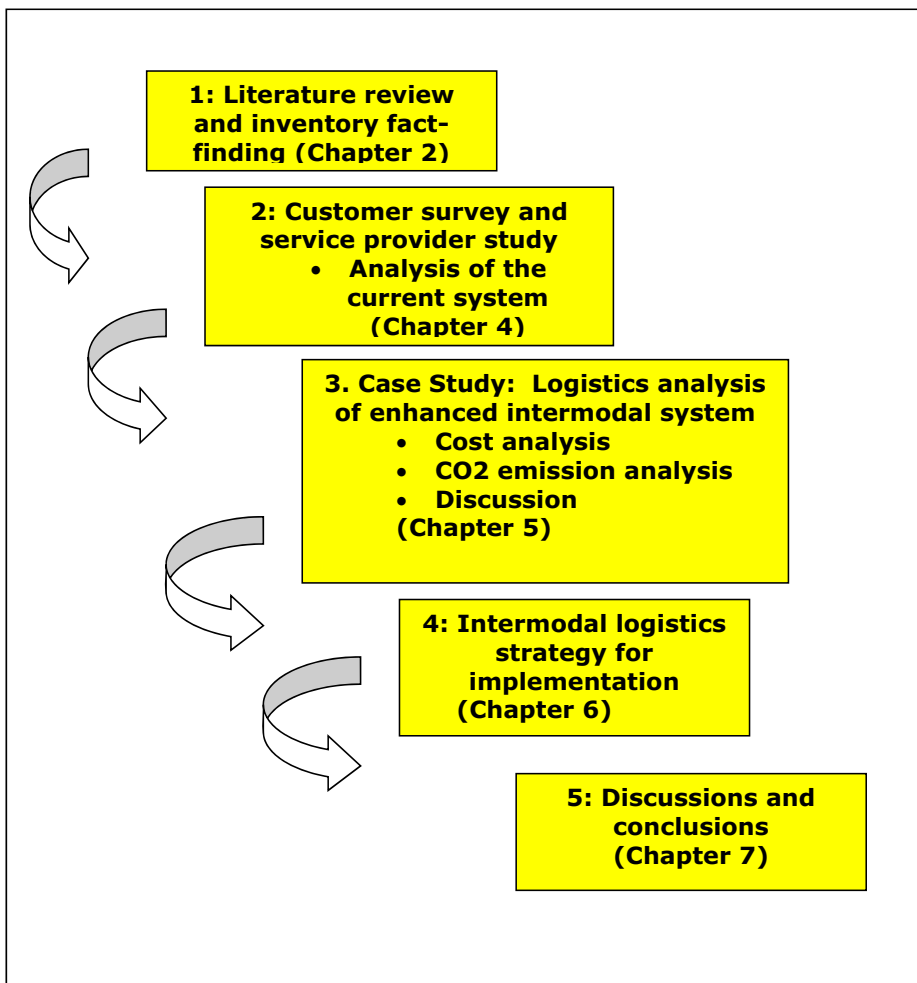 1: Literature review
and inventory fact-
finding (Chapter 2)
2: Customer survey and
service provider study
• Analysis of the
current system
(Chapter 4)
3. Case Study: Logistics analysis
of enhanced intermodal system
• Cost analysis
• CO2 emission analysis
• Discussion
(Chapter 5)
4: Intermodal logistics
strategy for
implementation
(Chapter 6)
5: Discussions and
conclusions
(Chapter 7)